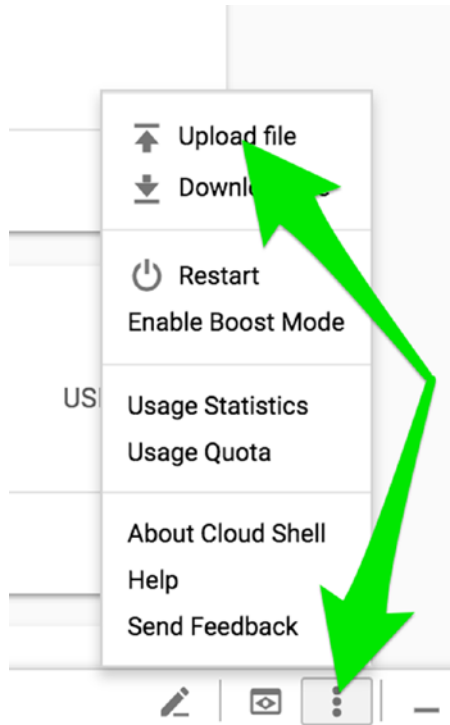 Upload file
Restart
Enable Boost Mode
Usage Statistics
Usage Quota
About Cloud Shell
Help
Send Feedback